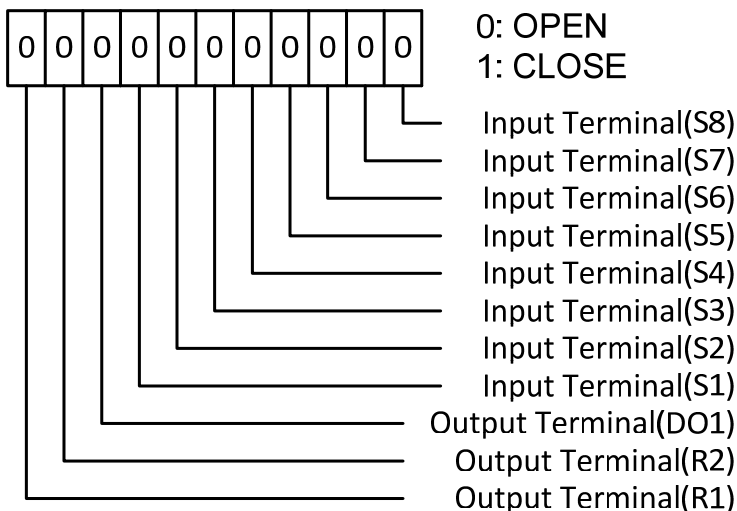 0 0 0 0 0 0 0 0 0 0 0
0: OPEN
1: CLOSE
Input Terminal(S8)
Input Terminal(S7)
Input Terminal(S6)
Input Terminal(S5)
Input Terminal(S4)
Input Terminal(S3)
Input Terminal(S2)
Input Terminal(S1)
Output Terminal(DO1)
Output Terminal(R2)
Output Terminal(R1)